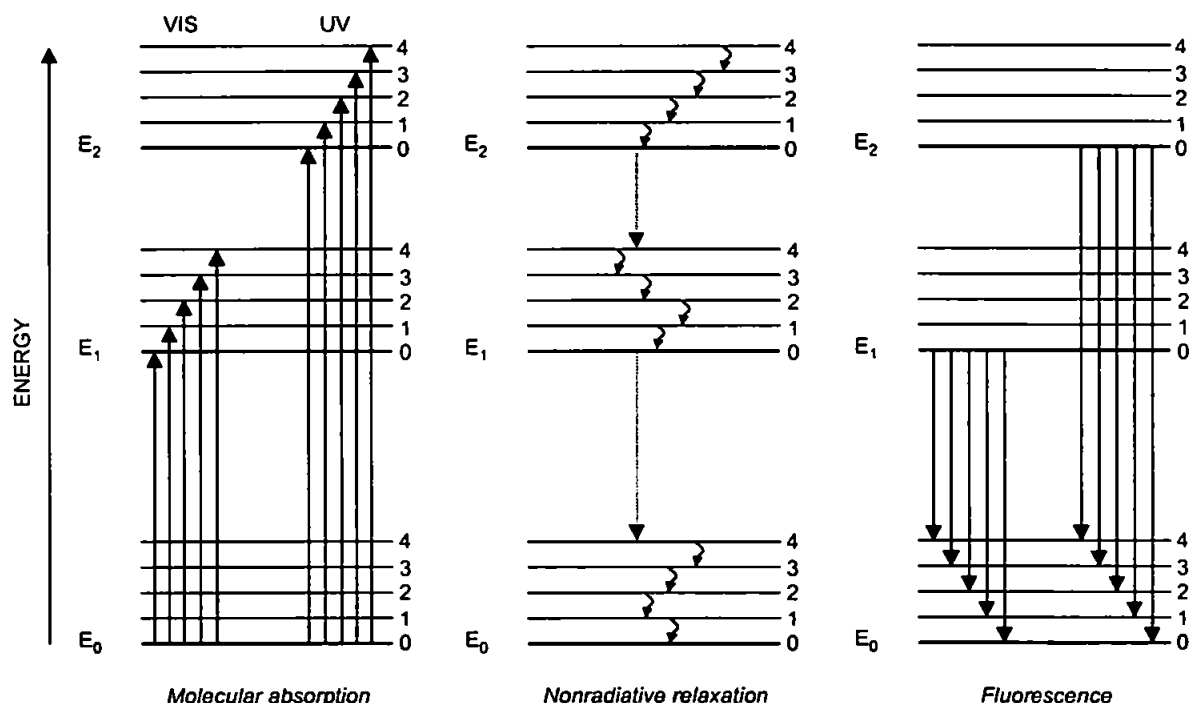 VIS UV
4
3
2
1
E₂ 0
4
3
2
1
E₁ 0
4
3
2
1
E₀ 0
ENERGY
Molecular absorption
4
3
2
1
E₂ 0
4
3
2
1
E₁ 0
4
3
2
1
E₀ 0
Nonradiative relaxation
4
3
2
1
E₂ 0
4
3
2
1
E₁ 0
4
3
2
1
E₀ 0
Fluorescence